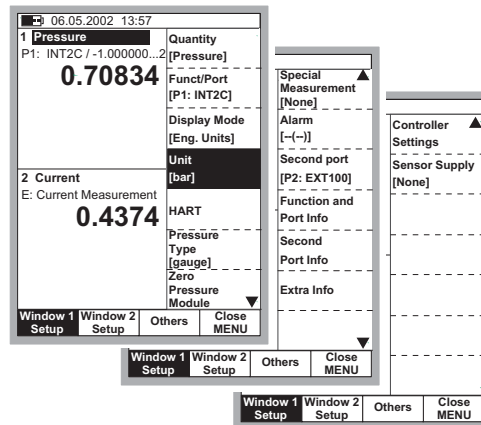 06.05.2002 13:57
1 Pressure
P1: INT2C / -1.000000...2
0.70834
2 Current
E: Current Measurement
0.4374
Quantity
[Pressure]
Funct/Port
[P1: INT2C]
Display Mode
[Eng. Units]
Unit
[bar]
HART
Pressure
Type
[gauge]
Zero
Pressure
Module
Window 1 Setup
Window 2 Setup
Others
Close MENU
Special
Measurement
[None]
Alarm
[--(--)]
Second port
[P2: EXT100]
Function and
Port Info
Second
Port Info
Extra Info
Window 1 Setup
Window 2 Setup
Others
Close MENU
Controller
Settings
Sensor Supply
[None]
Window 1 Setup
Window 2 Setup
Others
Close MENU